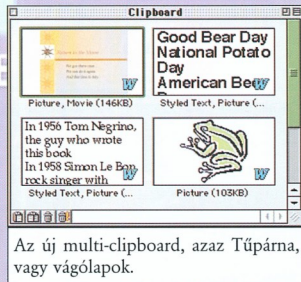 Clipboard
Picture, Movie (146KB)
Good Bear Day
National Potato
Day
American Bee
Styled Text, Picture (...
In 1956 Tom Negrino,
the guy who wrote
this book
In 1958 Simon Le Bon,
rock singer with
Styled Text, Picture (...
Picture (103KB)
Az új multi-clipboard, azaz Tűpárna,
vagy vágólapok.